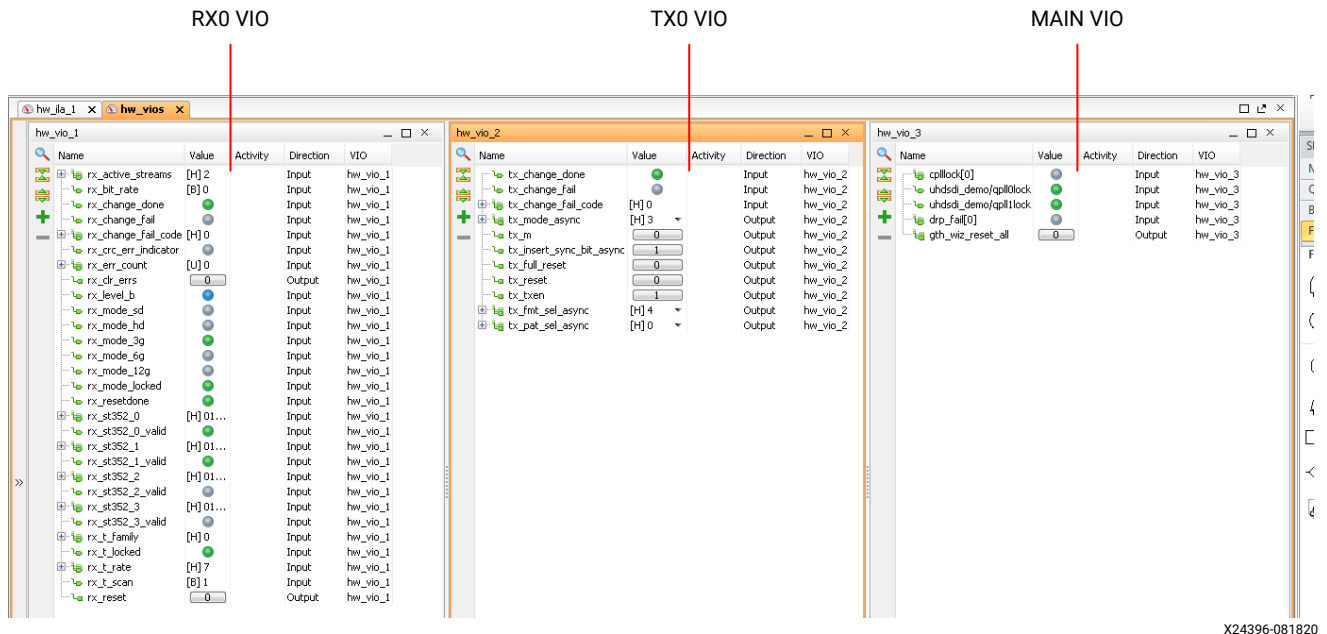 RX0 VIO
TX0 VIO
MAIN VIO
hw_ila_1
hw_vios
hw_vio_1
Name Value Activity Direction VIO
rx_active_streams [H] 2 Input hw_vio_1
rx_bit_rate [B] 0 Input hw_vio_1
rx_change_done Input hw_vio_1
rx_change_fail Input hw_vio_1
rx_change_fail_code [H] 0 Input hw_vio_1
rx_crc_err_indicator Input hw_vio_1
rx_err_count [U] 0 Input hw_vio_1
rx_clr_errs 0 Output hw_vio_1
rx_level_b Input hw_vio_1
rx_mode_sd Input hw_vio_1
rx_mode_hd Input hw_vio_1
rx_mode_3g Input hw_vio_1
rx_mode_6g Input hw_vio_1
rx_mode_12g Input hw_vio_1
rx_mode_locked Input hw_vio_1
rx_resetdone Input hw_vio_1
rx_st352_0 [H] 01... Input hw_vio_1
rx_st352_0_valid Input hw_vio_1
rx_st352_1 [H] 01... Input hw_vio_1
rx_st352_1_valid Input hw_vio_1
rx_st352_2 [H] 01... Input hw_vio_1
rx_st352_2_valid Input hw_vio_1
rx_st352_3 [H] 01... Input hw_vio_1
rx_st352_3_valid Input hw_vio_1
rx_t_family [H] 0 Input hw_vio_1
rx_t_locked Input hw_vio_1
rx_t_rate [H] 7 Input hw_vio_1
rx_t_scan [B] 1 Input hw_vio_1
rx_reset 0 Output hw_vio_1
hw_vio_2
Name Value Activity Direction VIO
tx_change_done Input hw_vio_2
tx_change_fail Input hw_vio_2
tx_change_fail_code [H] 0 Input hw_vio_2
tx_mode_async [H] 3 Output hw_vio_2
tx_m 0 Output hw_vio_2
tx_insert_sync_bit_async 1 Output hw_vio_2
tx_full_reset 0 Output hw_vio_2
tx_reset 0 Output hw_vio_2
tx_txen 1 Output hw_vio_2
tx_fmt_sel_async [H] 4 Output hw_vio_2
tx_pat_sel_async [H] 0 Output hw_vio_2
hw_vio_3
Name Value Activity Direction VIO
cplllock[0] Input hw_vio_3
uhdsdi_demo/qpll0lock Input hw_vio_3
uhdsdi_demo/qpll1lock Input hw_vio_3
drp_fail[0] Input hw_vio_3
gth_wiz_reset_all 0 Output hw_vio_3
X24396-081820